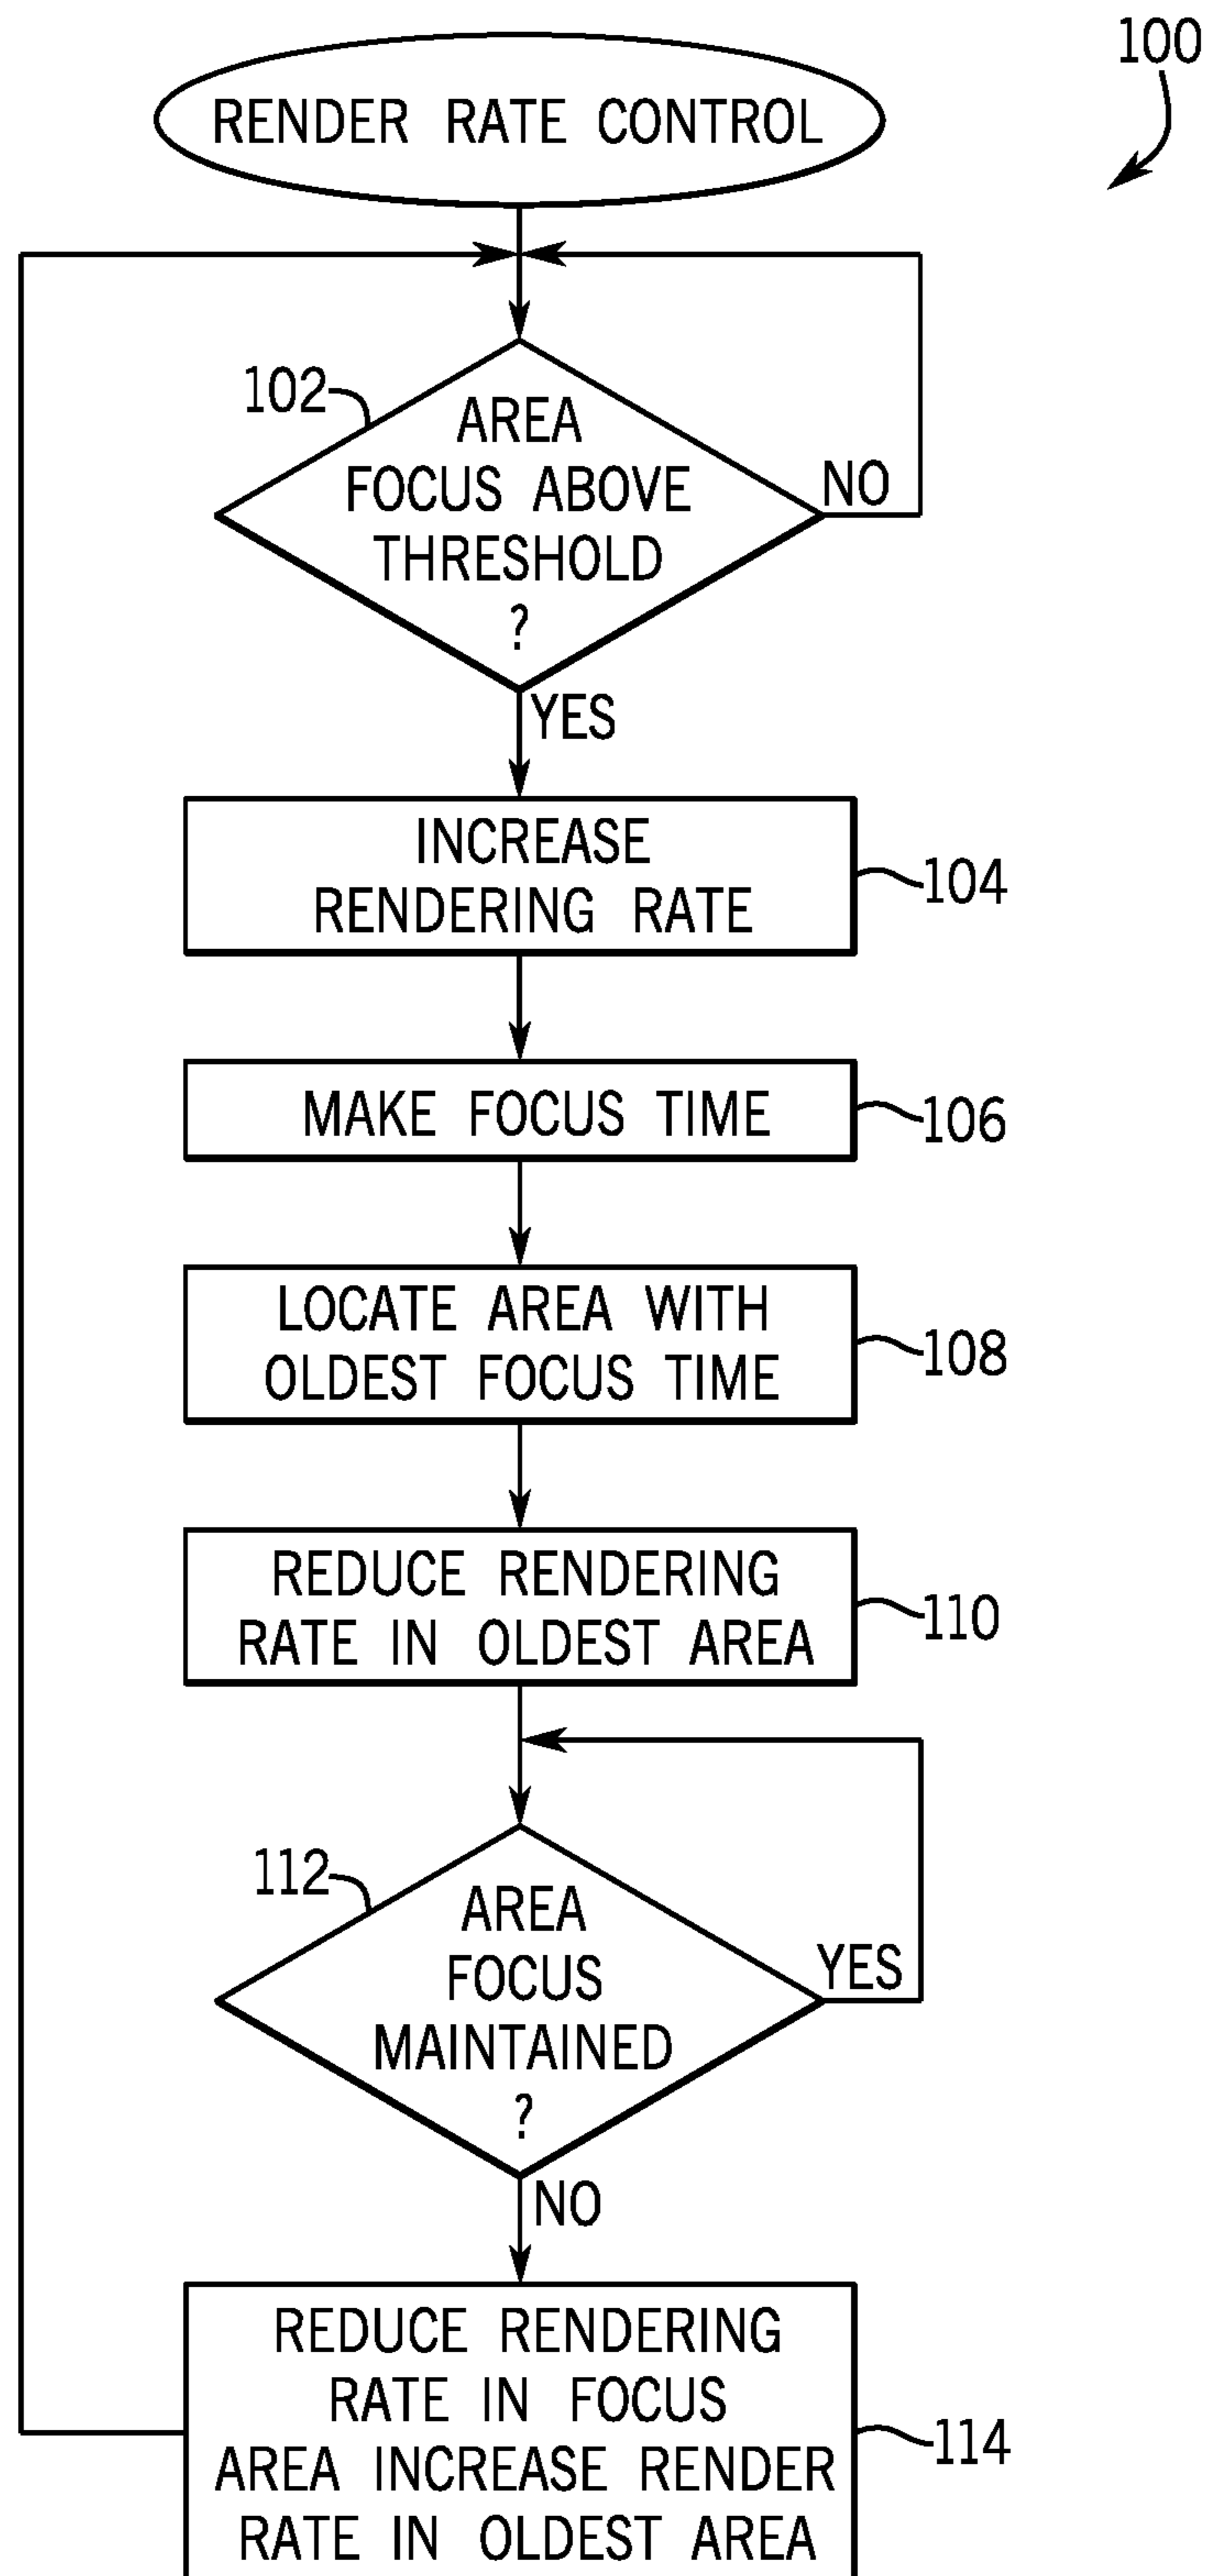 100
RENDER RATE CONTROL
102
AREA
FOCUS ABOVE
THRESHOLD
?
NO
YES
INCREASE
RENDERING RATE
104
MAKE FOCUS TIME
106
LOCATE AREA WITH
OLDEST FOCUS TIME
108
REDUCE RENDERING
RATE IN OLDEST AREA
110
112
AREA
FOCUS
MAINTAINED
?
YES
NO
REDUCE RENDERING
RATE IN FOCUS
AREA INCREASE RENDER
RATE IN OLDEST AREA
114